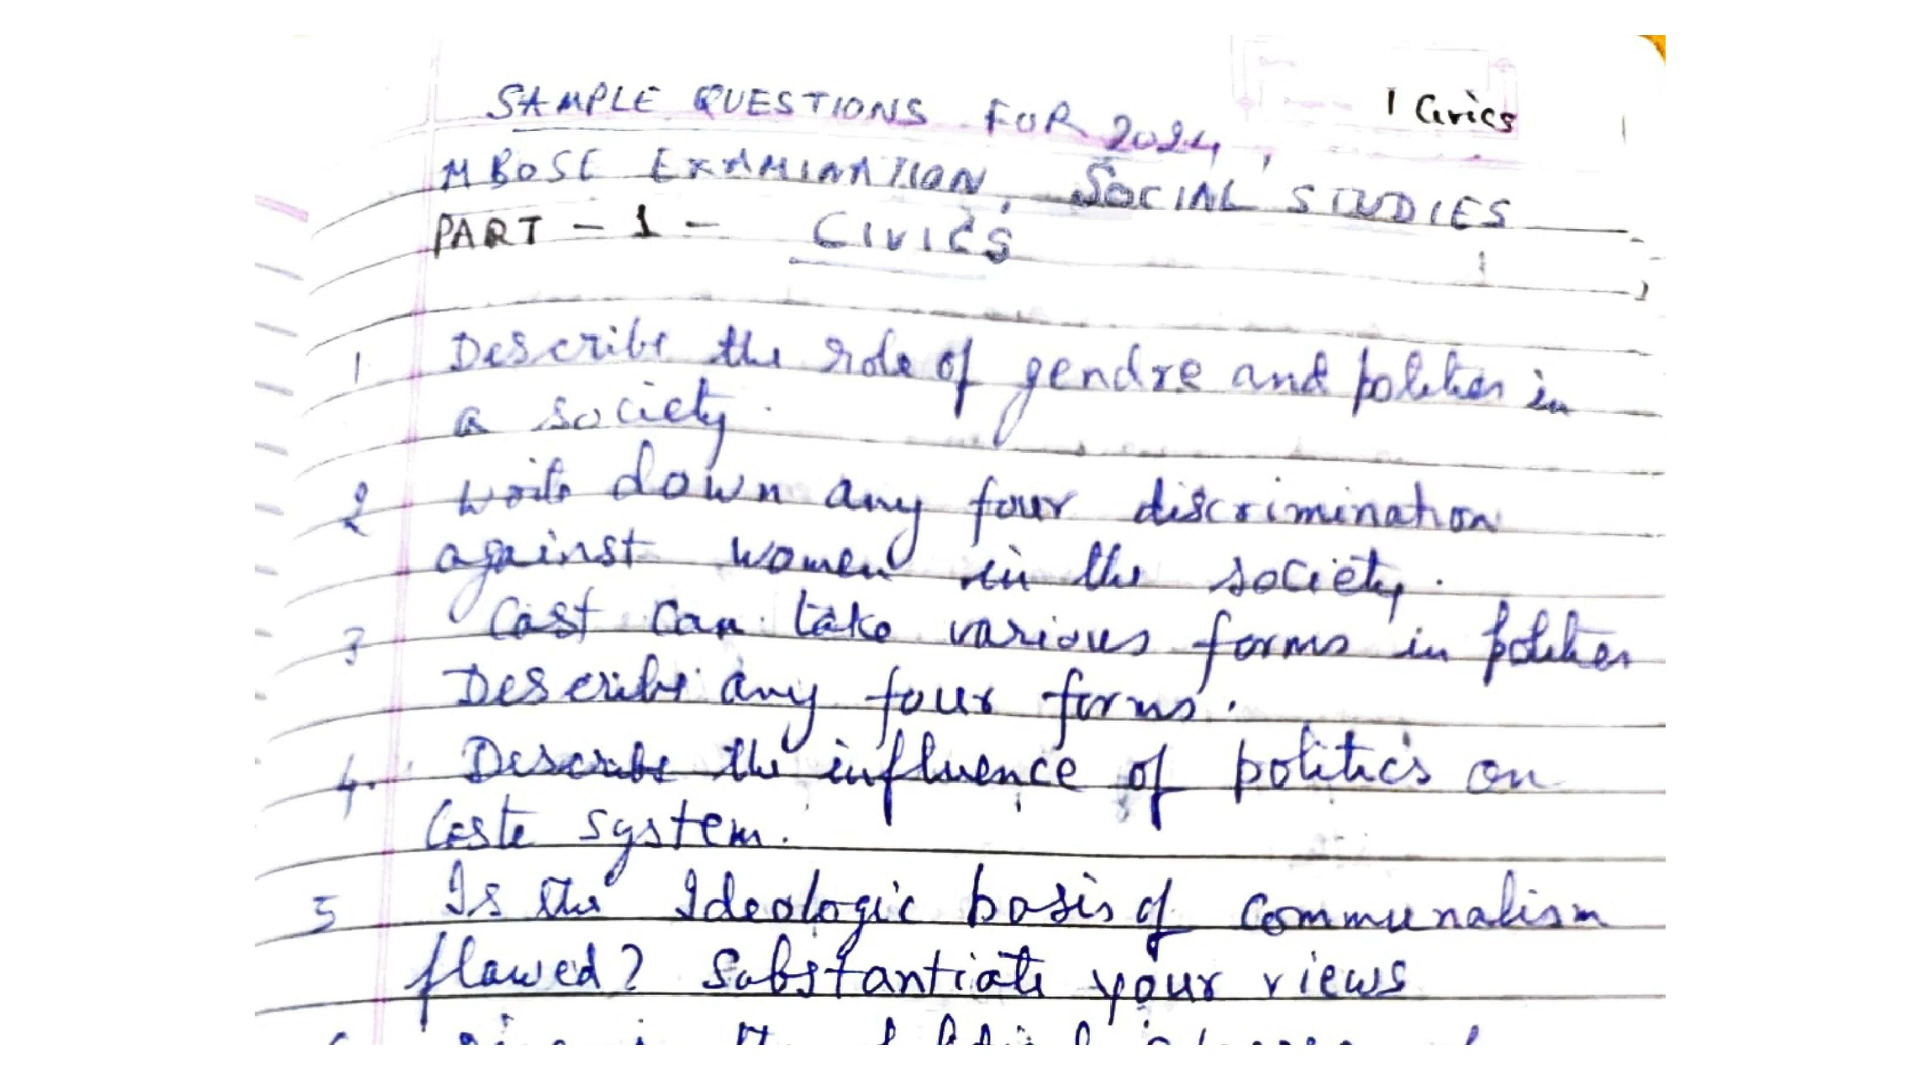 1 Civics
SAMPLE QUESTIONS FOR 2024,
MBOSE EXAMINATION, SOCIAL STUDIES
PART - 1 - CIVICS
1 Describe the role of gendre and politics in
a society.
2 Write down any four discrimination
against women in the society.
3 Cast can take various forms in politics
Describe any four forms.
4. Describe the influence of politics on
Caste system.
5 Is the Ideologic basis of communalism
flawed? Substantiate your views